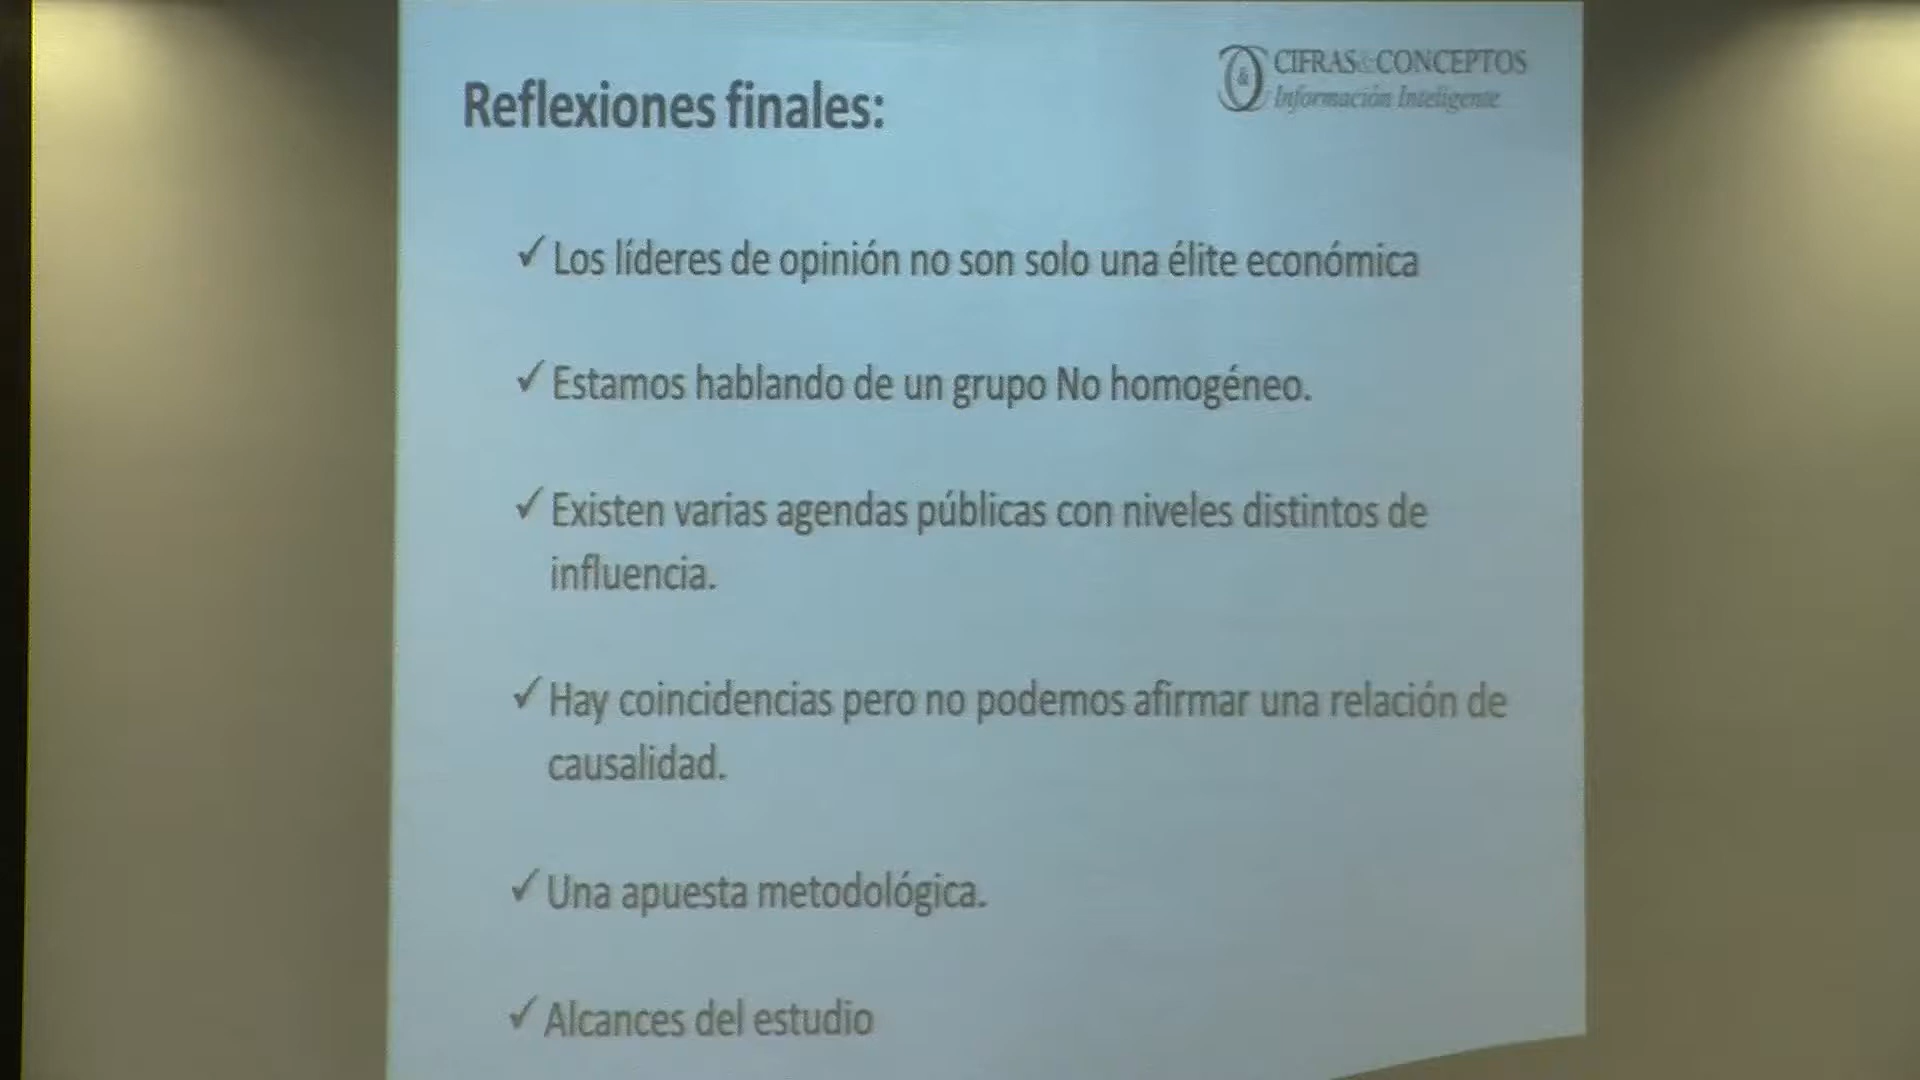 CIFRAS&CONCEPTOS
Información Inteligente
Reflexiones finales:
✓ Los líderes de opinión no son solo una élite económica
✓ Estamos hablando de un grupo No homogéneo.
✓ Existen varias agendas públicas con niveles distintos de
influencia.
✓ Hay coincidencias pero no podemos afirmar una relación de
causalidad.
✓ Una apuesta metodológica.
✓ Alcances del estudio